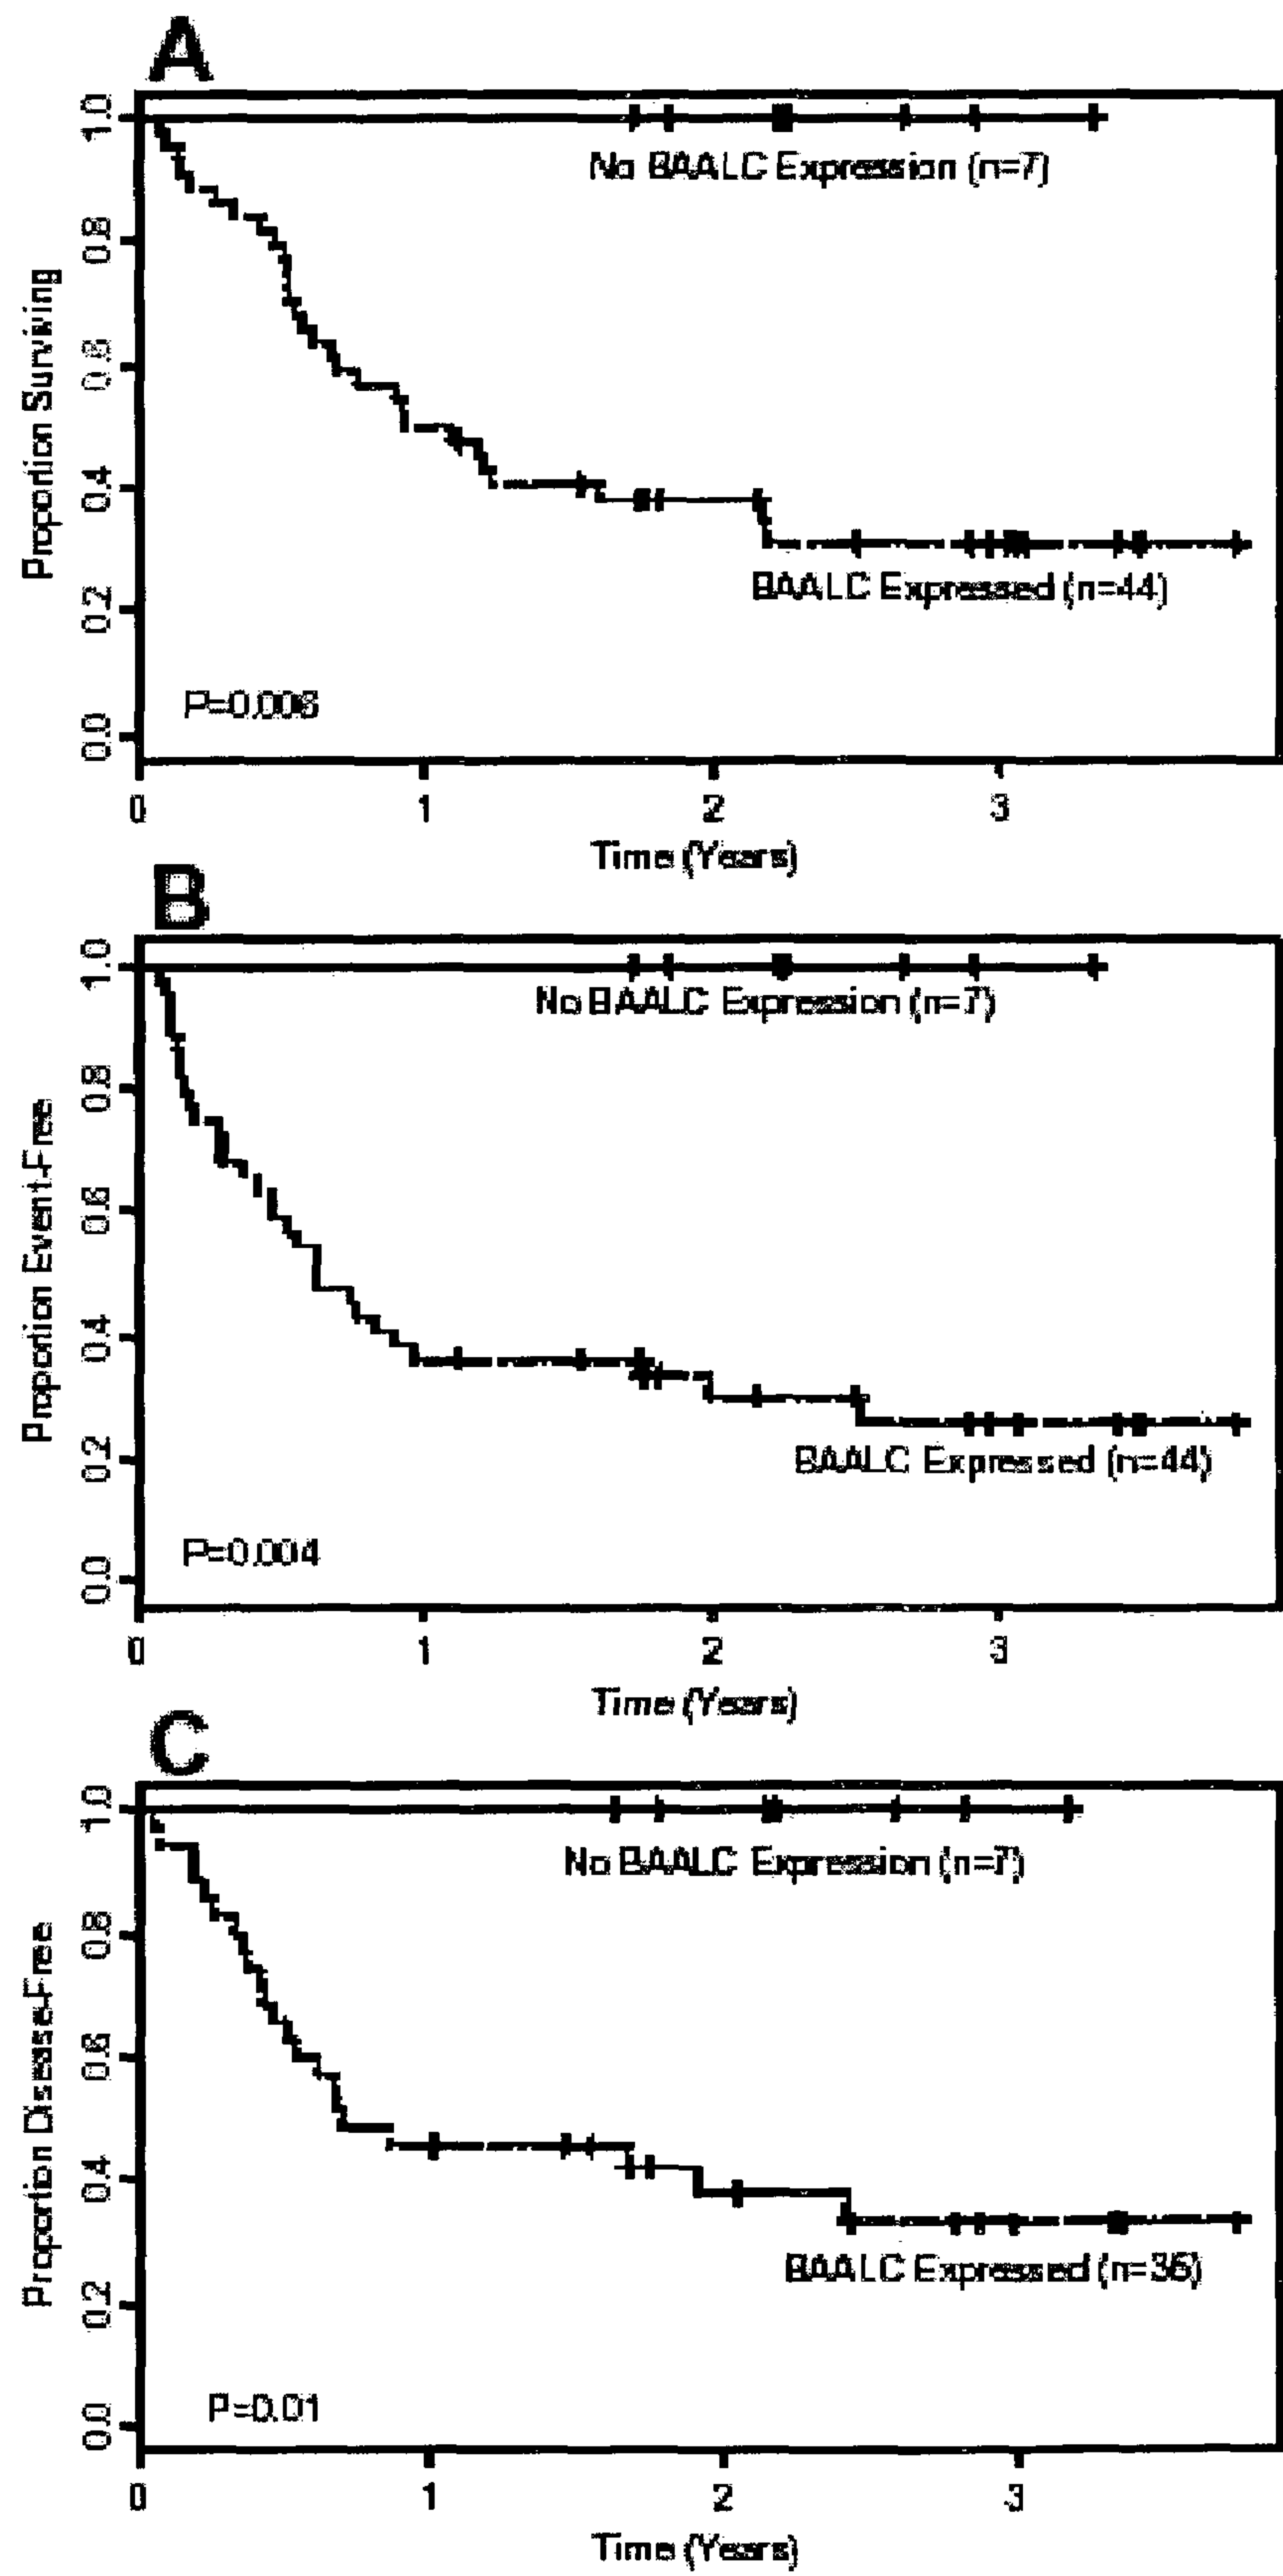 A
1.0
0.8
0.6
0.4
0.2
0.0
Proportion Surviving
No BAALC Expression (n=7)
BAALC Expressed (n=44)
P=0.006
0 1 2 3
Time (Years)
B
1.0
0.8
0.6
0.4
0.2
0.0
Proportion Event-Free
No BAALC Expression (n=7)
BAALC Expressed (n=44)
P=0.004
0 1 2 3
Time (Years)
C
1.0
0.8
0.6
0.4
0.2
0.0
Proportion Disease-Free
No BAALC Expression (n=7)
BAALC Expressed (n=36)
P=0.01
0 1 2 3
Time (Years)